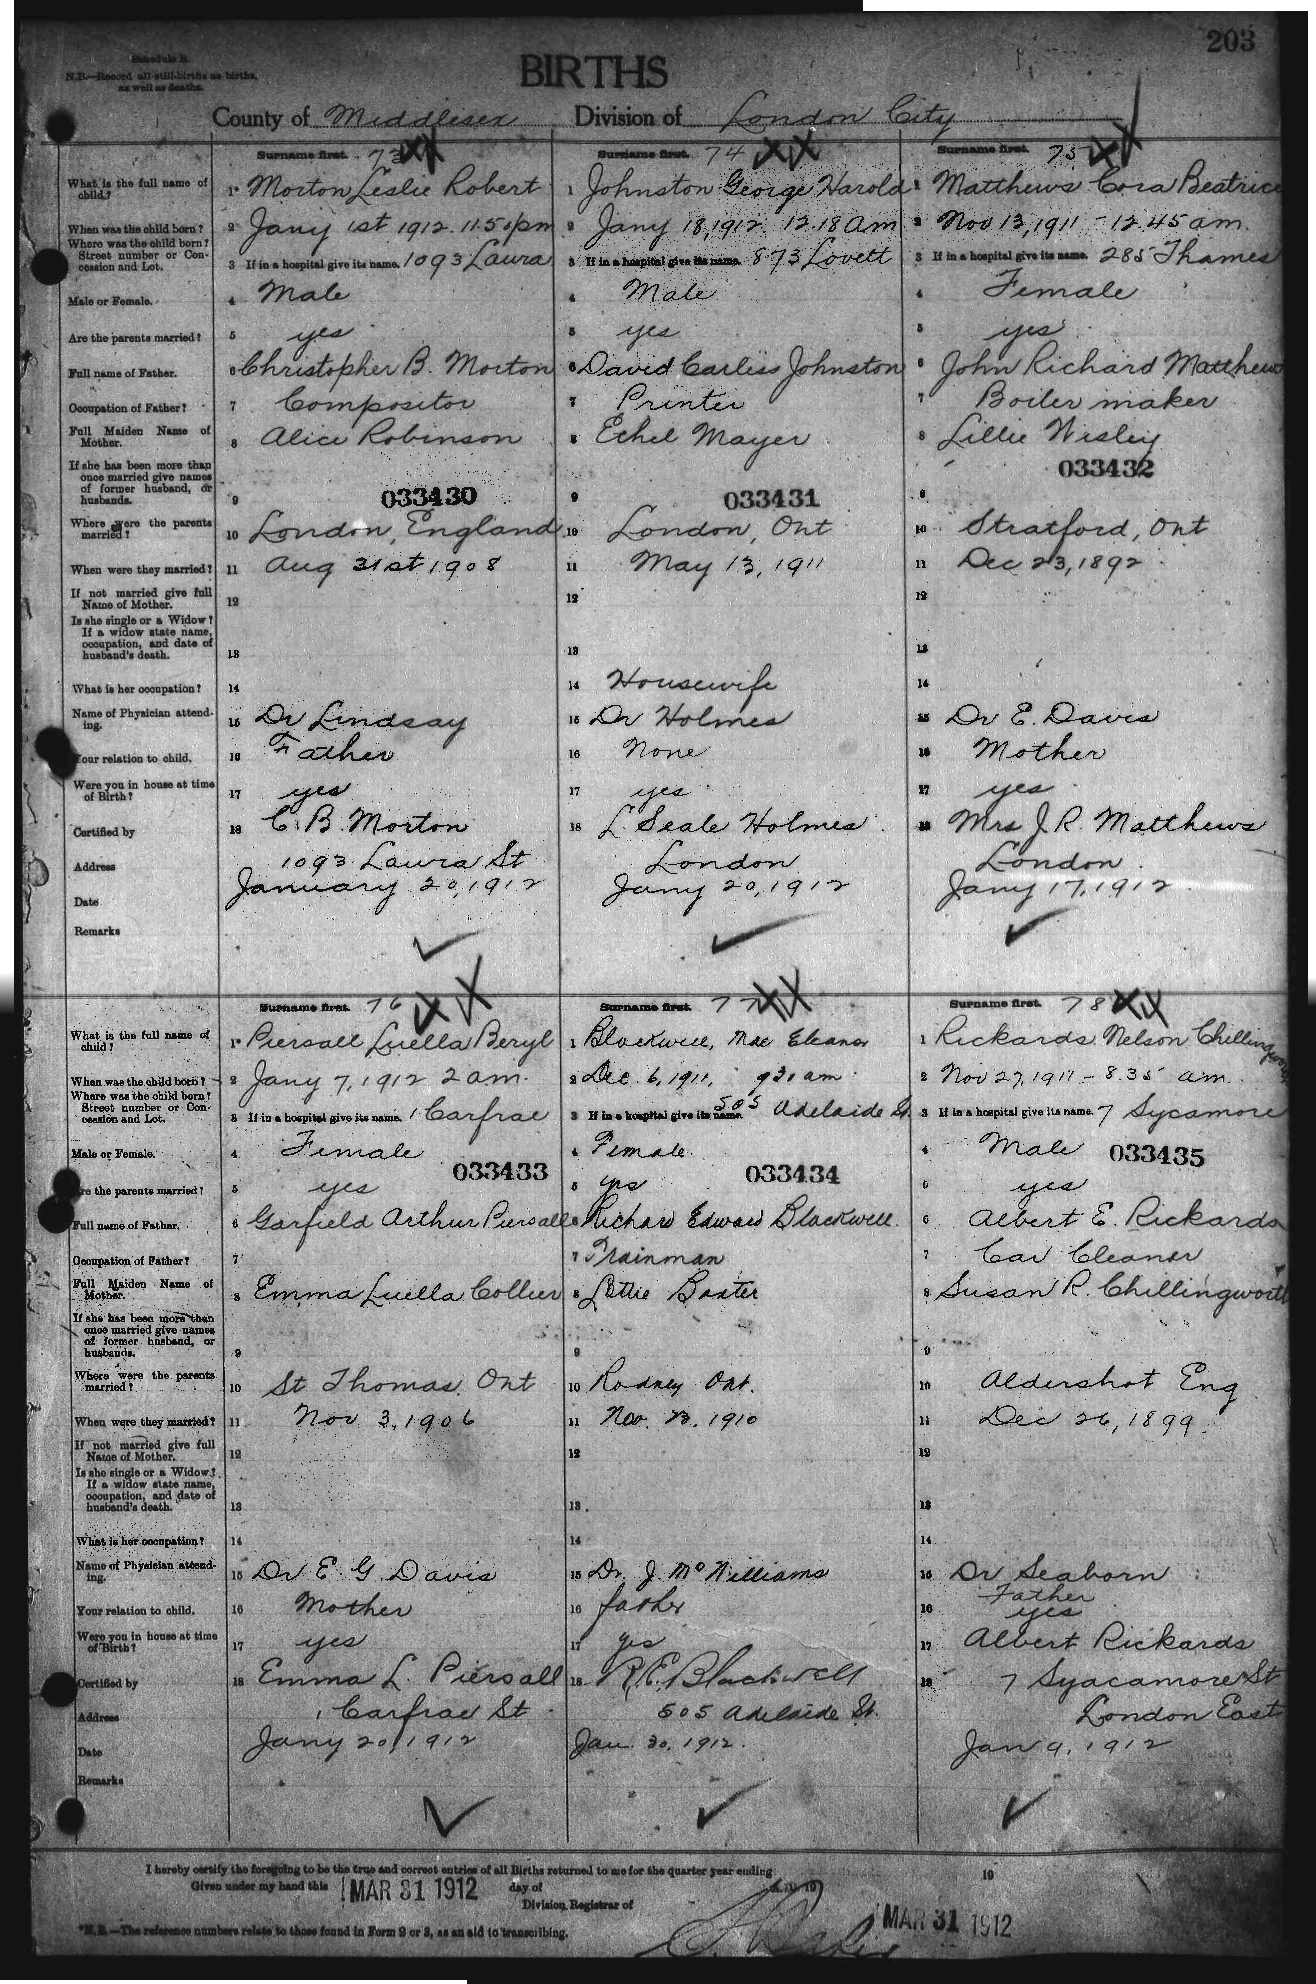 203
Schedule B.
N.B.—Record all still-births as births,
as well as deaths.
BIRTHS
County of Middlesex Division of London City
Surname first. 73
What is the full name of child? 1* Morton Leslie Robert
When was the child born? 2 Jany 1st 1912. 11.50 pm
Where was the child born? Street number or Concession and Lot. 3 If in a hospital give its name. 1093 Laura
Male or Female. 4 Male
Are the parents married? 5 yes
Full name of Father. 6 Christopher B. Morton
Occupation of Father? 7 Compositor
Full Maiden Name of Mother. 8 Alice Robinson
If she has been more than once married give names of former husband, or husbands. 9
033430
Where were the parents married? 10 London, England
When were they married? 11 Aug 31st 1908
If not married give full Name of Mother. 12
Is she single or a Widow? If a widow state name, occupation, and date of husband's death. 13
What is her occupation? 14
Name of Physician attending. 15 Dr Lindsay
Your relation to child. 16 Father
Were you in house at time of Birth? 17 yes
Certified by 18 C. B. Morton
Address 1093 Laura St
Date January 20, 1912
Remarks
Surname first. 74
1 Johnston George Harold
2 Jany 18, 1912. 12.18 am
3 If in a hospital give its name. 873 Lovett
4 Male
5 yes
6 David Carliss Johnston
7 Printer
8 Ethel Mayer
9
033431
10 London, Ont
11 May 13, 1911
12
13
14 Housewife
15 Dr Holmes
16 None
17 yes
18 L. Seale Holmes
London
Jany 20, 1912
Surname first. 75
1 Matthews Cora Beatrice
2 Nov 13, 1911 - 12.45 am.
3 If in a hospital give its name. 285 Thames
4 Female
5 yes
6 John Richard Matthews
7 Boiler maker
8 Lillie Wesley
033432
9
10 Stratford, Ont
11 Dec 23, 1892
12
13
14
15 Dr E. Davis
16 Mother
17 yes
18 Mrs J. R. Matthews
London
Jany 17, 1912
Surname first. 76
What is the full name of child? 1* Piersall Luella Beryl
When was the child born? 2 Jany 7, 1912 2 am.
Where was the child born? Street number or Concession and Lot. 3 If in a hospital give its name. 1 Carfrae
Male or Female. 4 Female
033433
Are the parents married? 5 yes
Full name of Father. 6 Garfield Arthur Piersall
Occupation of Father? 7
Full Maiden Name of Mother. 8 Emma Luella Collier
If she has been more than once married give names of former husband, or husbands. 9
Where were the parents married? 10 St Thomas, Ont
When were they married? 11 Nov 3, 1906
If not married give full Name of Mother. 12
Is she single or a Widow? If a widow state name, occupation, and date of husband's death. 13
What is her occupation? 14
Name of Physician attending. 15 Dr E. G. Davis
Your relation to child. 16 Mother
Were you in house at time of Birth? 17 yes
Certified by 18 Emma L. Piersall
Address 1 Carfrae St
Date Jany 20, 1912
Remarks
Surname first. 77
1 Blackwell, Mae Eleanor
2 Dec. 6, 1911, 9 30 am
3 If in a hospital give its name. 505 Adelaide St.
4 Female
033434
5 yes
6 Richard Edward Blackwell
7 Trainman
8 Lottie Baxter
9
10 Rodney Ont.
11 Nov. 23, 1910
12
13
14
15 Dr. J. McWilliams
16 father
17 yes
18 R. E. Blackwell
505 Adelaide St.
Jan 30, 1912.
Surname first. 78
1 Rickards Nelson Chillingworth
2 Nov 27, 1911 - 8.35 am
3 If in a hospital give its name. 7 Sycamore
4 Male
033435
5 yes
6 Albert E. Rickards
7 Car Cleaner
8 Susan R. Chillingworth
9
10 Aldershot Eng
11 Dec 26, 1899
12
13
14
15 Dr Seaborn
16 Father
yes
17 Albert Rickards
18 7 Syacamore St
London East
Jan 9, 1912
I hereby certify the foregoing to be the true and correct entries of all Births returned to me for the quarter year ending 19
Given under my hand this MAR 31 1912 day of A.D. 19
Division Registrar of
MAR 31 1912
*N.B.—The reference numbers relate to those found in Form 2 or 3, as an aid to transcribing.